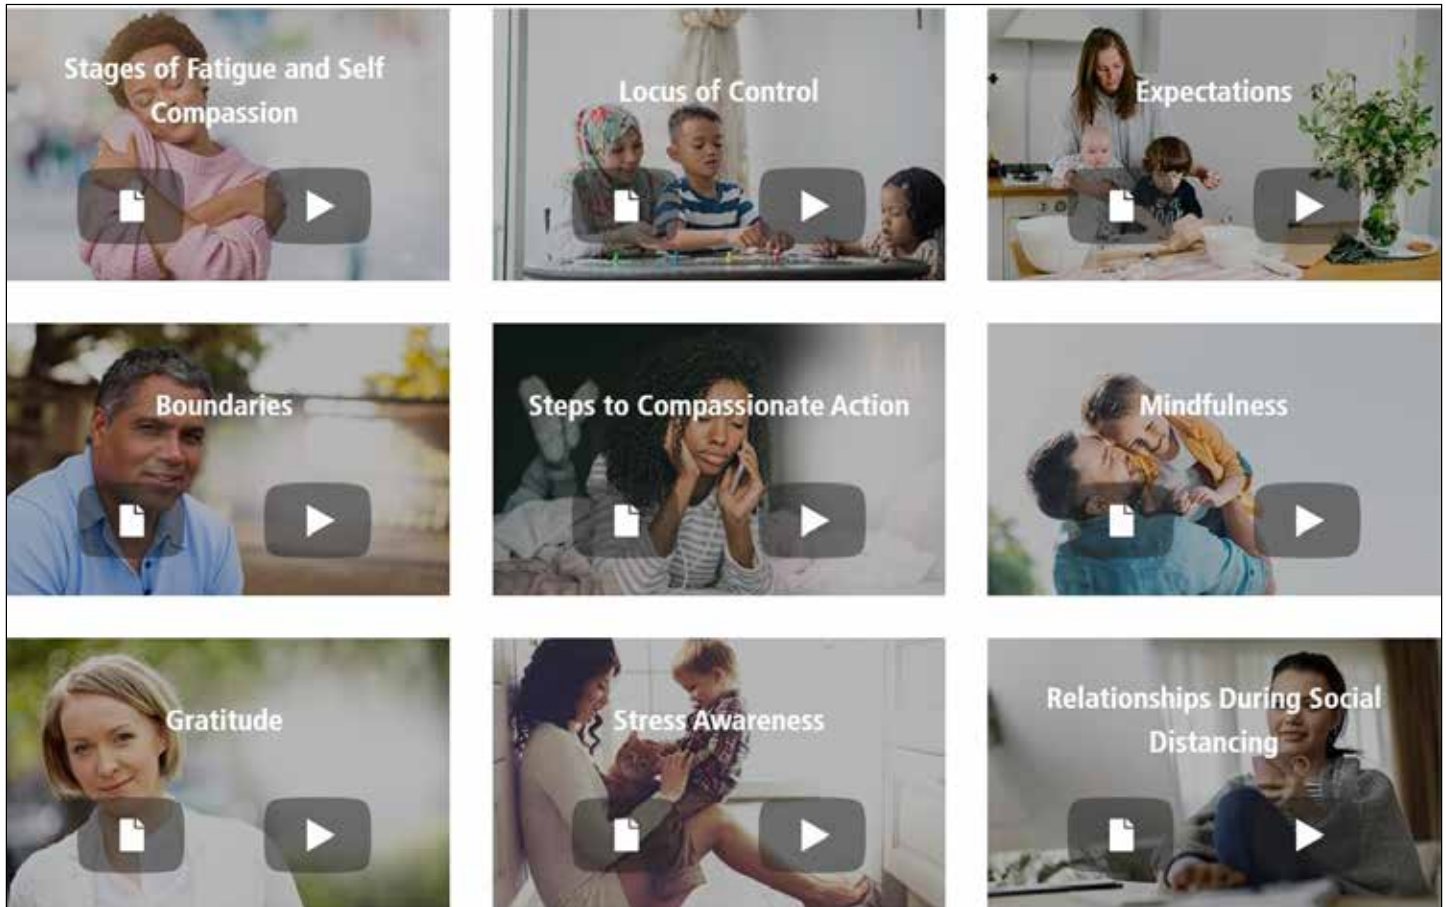 Stages of Fatigue and Self
Compassion
Locus of Control
Expectations
Boundaries
Steps to Compassionate Action
Mindfulness
Gratitude
Stress Awareness
Relationships During Social
Distancing